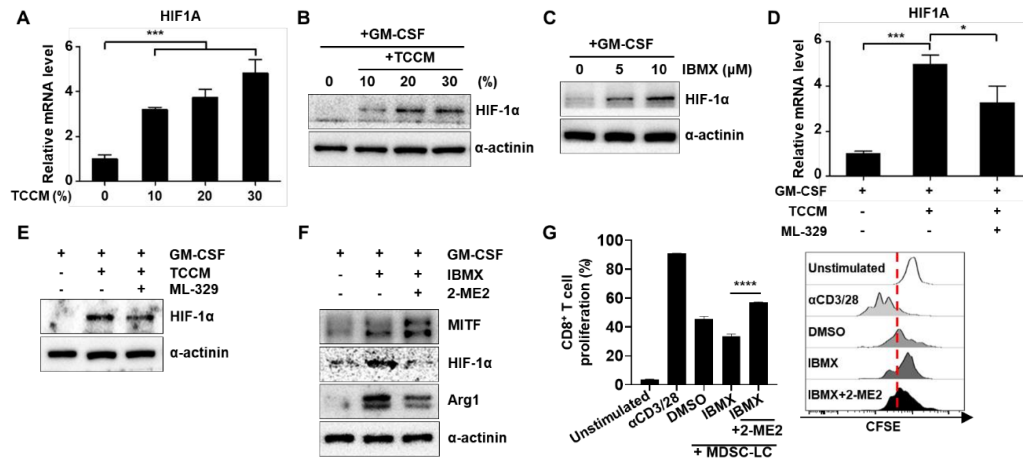 A
HIF1A
***
Relative mRNA level
6
4
2
0
TCCM (%)
0 10 20 30
B
+GM-CSF
+TCCM
0 10 20 30 (%)
HIF-1α
α-actinin
C
+GM-CSF
0 5 10 IBMX (μM)
HIF-1α
α-actinin
D
HIF1A
*** *
Relative mRNA level
6
4
2
0
GM-CSF + + +
TCCM - + +
ML-329 - - +
E
+ + + GM-CSF
- + + TCCM
- - + ML-329
HIF-1α
α-actinin
F
+ + + GM-CSF
- + + IBMX
- - + 2-ME2
MITF
HIF-1α
Arg1
α-actinin
G
CD8⁺ T cell
proliferation (%)
100
80
60
40
20
0
****
Unstimulated
αCD3/28
DMSO
IBMX
IBMX
+2-ME2
+ MDSC-LC
Unstimulated
αCD3/28
DMSO
IBMX
IBMX+2-ME2
CFSE